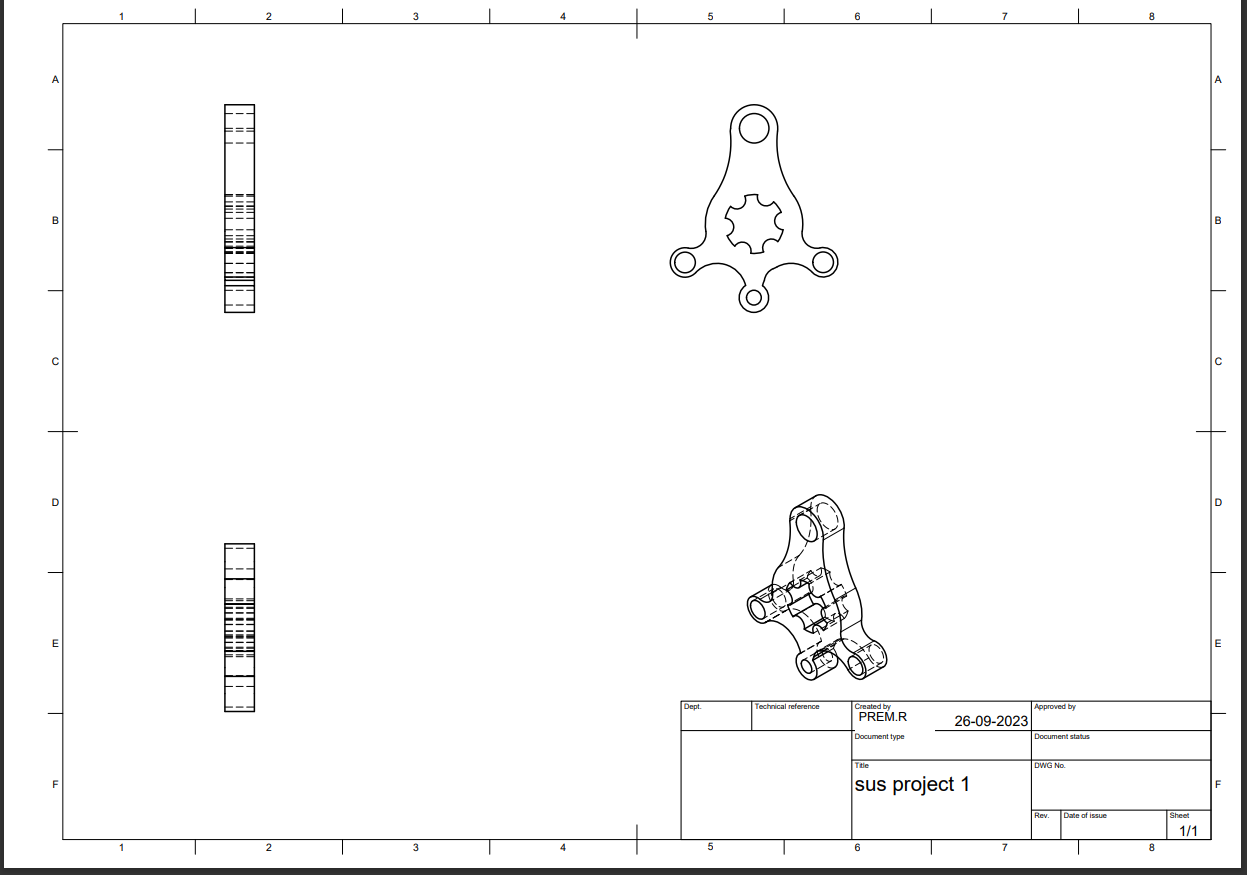 1 2 3 4 5 6 7 8
A A
B B
C C
D D
E E
F F
Dept. Technical reference Created by Approved by
PREM.R 26-09-2023
Document type Document status
Title DWG No.
sus project 1
Rev. Date of issue Sheet
1/1
1 2 3 4 5 6 7 8